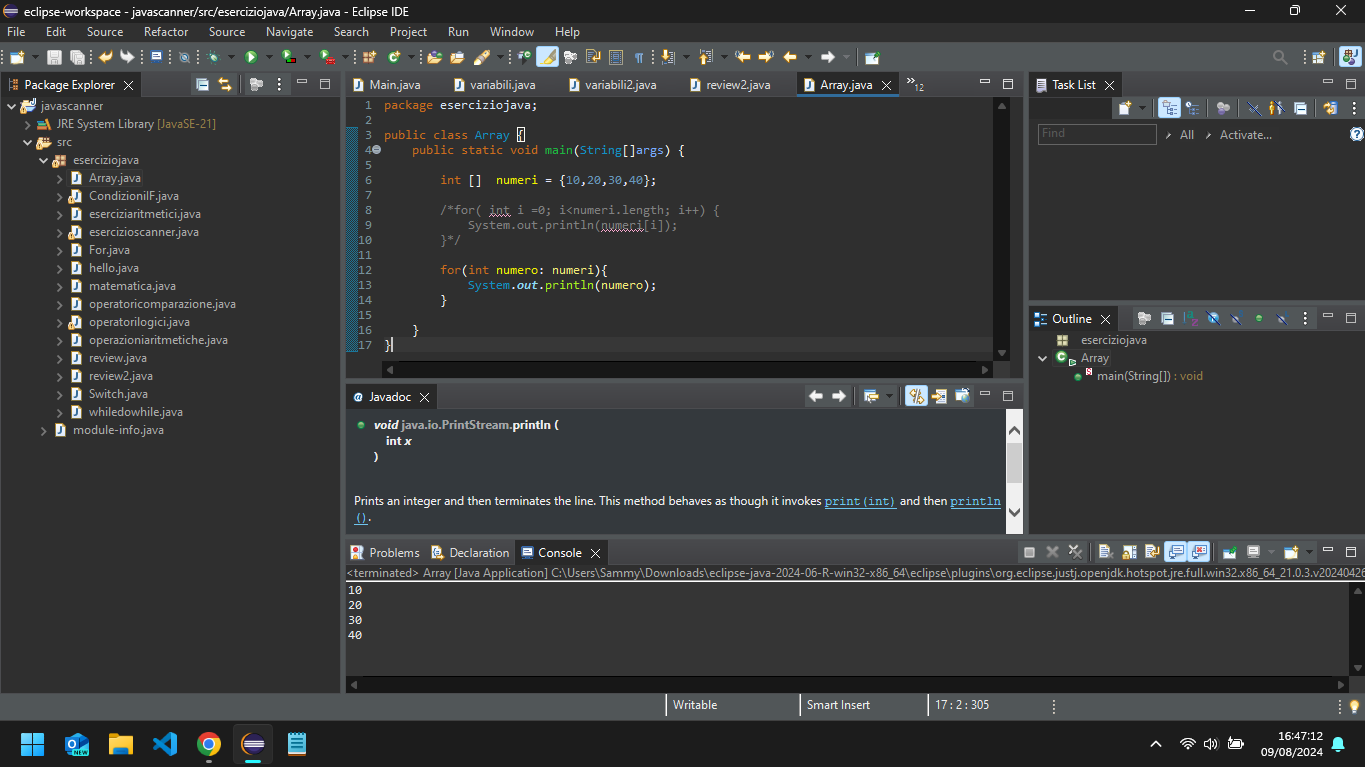 eclipse-workspace - javascanner/src/eserciziojava/Array.java - Eclipse IDE
File Edit Source Refactor Source Navigate Search Project Run Window Help
Package Explorer
javascanner
JRE System Library [JavaSE-21]
src
eserciziojava
Array.java
CondizioniIF.java
eserciziaritmetici.java
esercizioscanner.java
For.java
hello.java
matematica.java
operatoricomparazione.java
operatorilogici.java
operazioniaritmetiche.java
review.java
review2.java
Switch.java
whiledowhile.java
module-info.java
Main.java variabili.java variabili2.java review2.java Array.java »12
1 package eserciziojava;
2
3 public class Array {
4 public static void main(String[]args) {
5
6 int [] numeri = {10,20,30,40};
7
8 /*for( int i =0; i<numeri.length; i++) {
9 System.out.println(numeri[i]);
10 }*/
11
12 for(int numero: numeri){
13 System.out.println(numero);
14 }
15
16 }
17 }
Javadoc
void java.io.PrintStream.println (
int x
)
Prints an integer and then terminates the line. This method behaves as though it invokes print(int) and then println
().
Problems Declaration Console
<terminated> Array [Java Application] C:\Users\Sammy\Downloads\eclipse-java-2024-06-R-win32-x86_64\eclipse\plugins\org.eclipse.justj.openjdk.hotspot.jre.full.win32.x86_64_21.0.3.v20240426
10
20
30
40
Task List
Find All Activate...
Outline
eserciziojava
Array
main(String[]) : void
Writable Smart Insert 17 : 2 : 305
16:47:12
09/08/2024